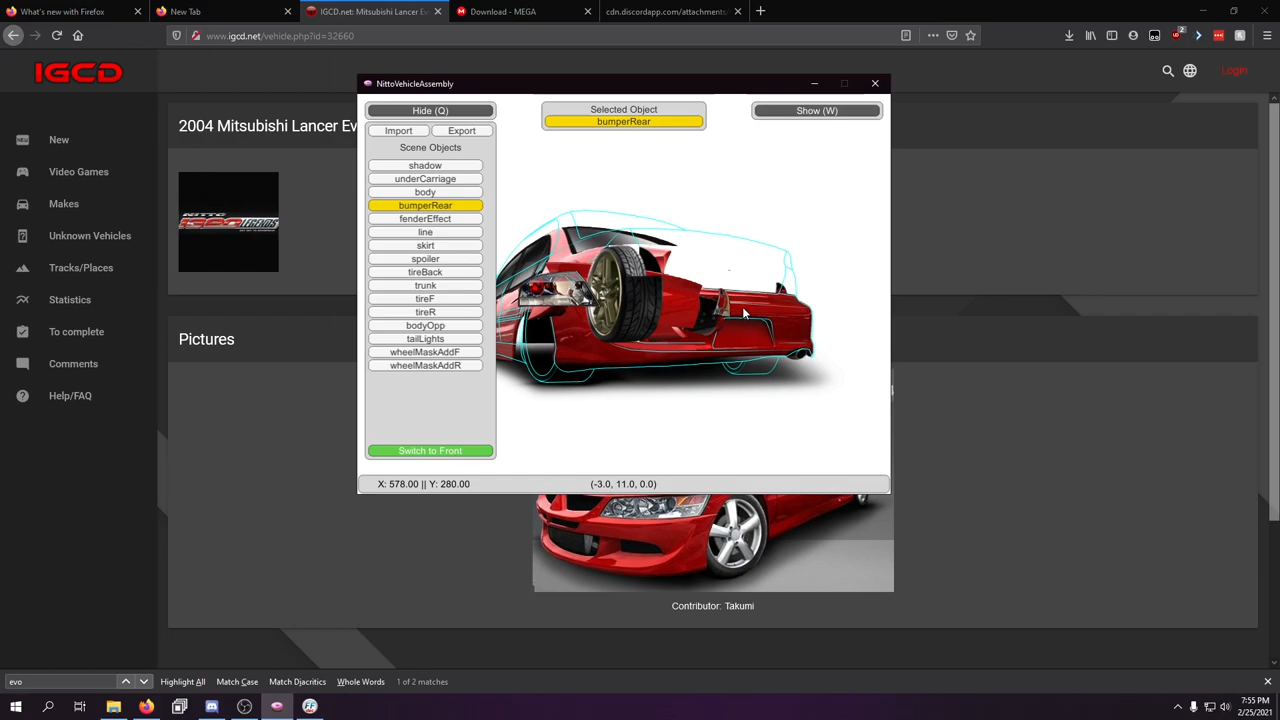 What's new with Firefox
New Tab
IGCD.net: Mitsubishi Lancer Ev
Download - MEGA
cdn.discordapp.com/attachments/
www.igcd.net/vehicle.php?id=32660
2
IGCD
Login
New
Video Games
Makes
Unknown Vehicles
Tracks/Places
Statistics
To complete
Comments
Help/FAQ
2004 Mitsubishi Lancer Ev
NITTO
LEGENDS
Pictures
NittoVehicleAssembly
Hide (Q)
Import
Export
Scene Objects
shadow
underCarriage
body
bumperRear
fenderEffect
line
skirt
spoiler
tireBack
trunk
tireF
tireR
bodyOpp
tailLights
wheelMaskAddF
wheelMaskAddR
Switch to Front
Selected Object
bumperRear
Show (W)
X: 578.00 || Y: 280.00
(-3.0, 11.0, 0.0)
Contributor: Takumi
evo
Highlight All
Match Case
Match Diacritics
Whole Words
1 of 2 matches
7:55 PM
2/25/2021